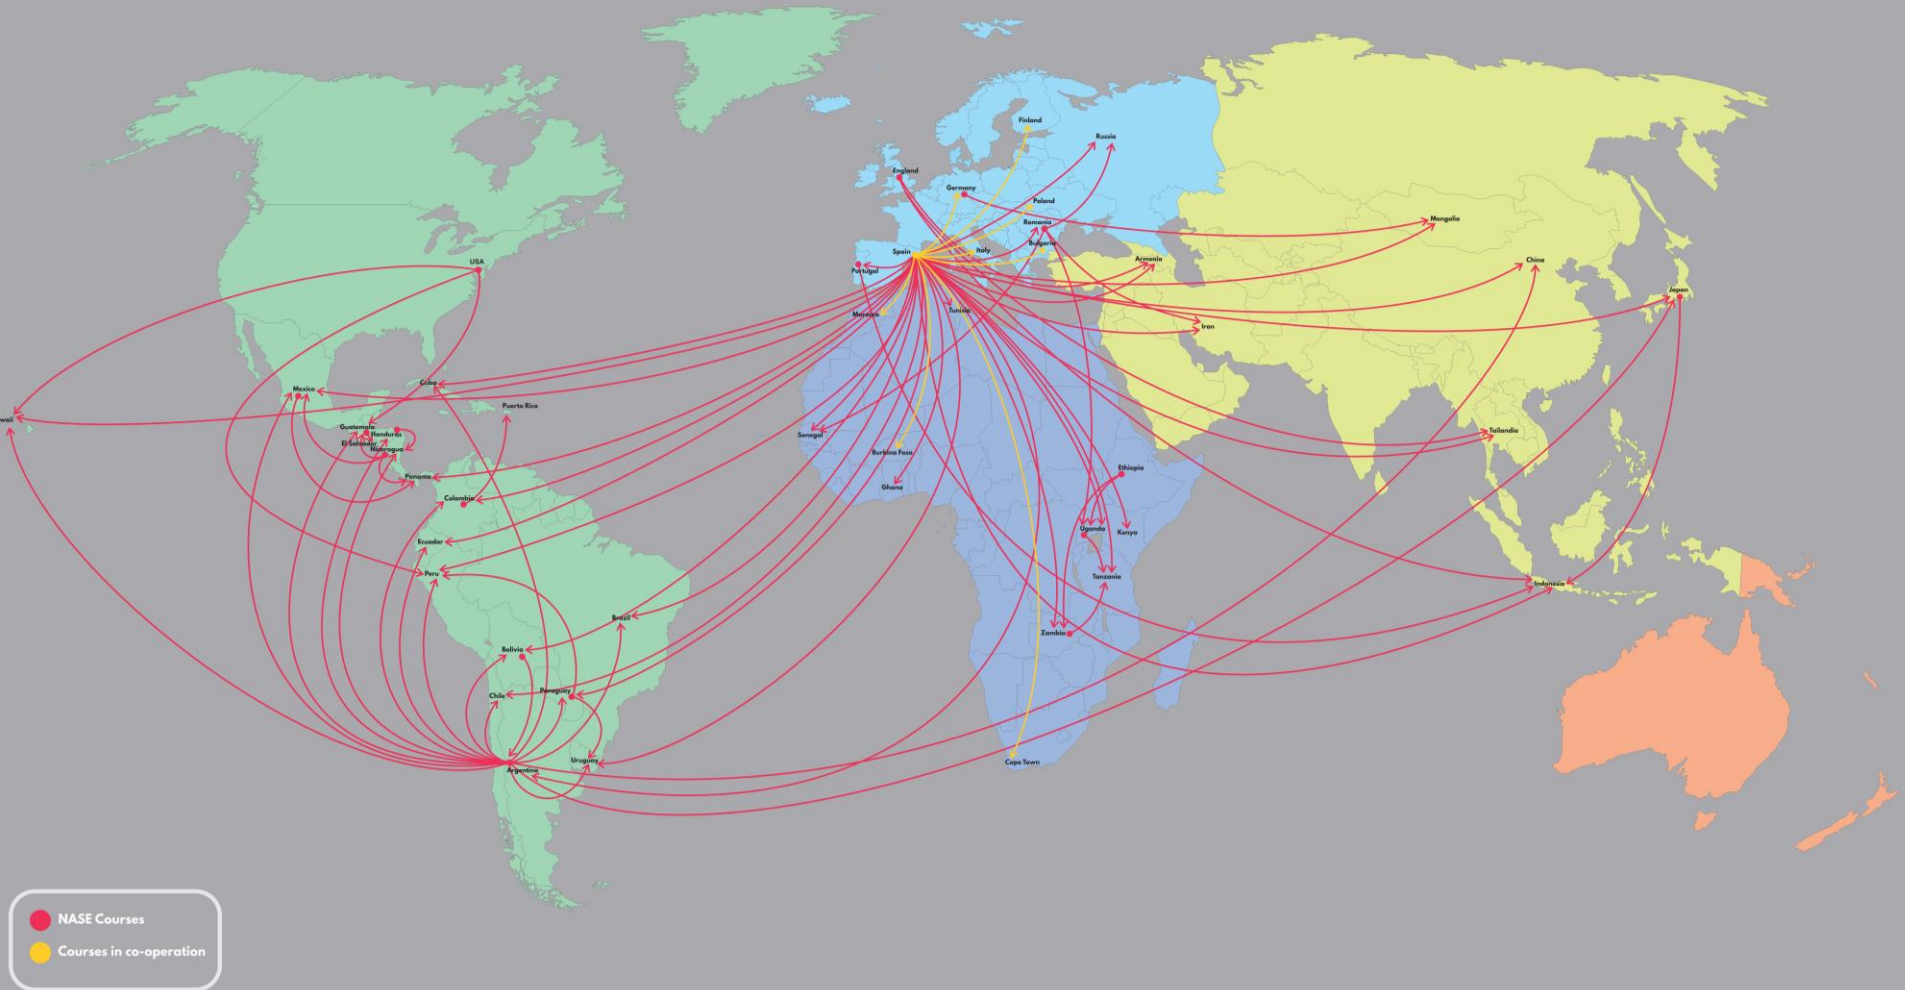 Finland
Russia
England
Germany
Poland
Mongolia
Romania
Bulgaria
Spain
Italy
Armenia
China
USA
Portugal
Japan
Morocco
Tunisia
Iran
Cuba
Mexico
Puerto Rico
waii
Guatemala
Honduras
Tailandia
Senegal
El Salvador
Nicaragua
Burkina Faso
Ethiopia
Panama
Ghana
Colombia
Uganda
Kenya
Ecuador
Peru
Tanzania
Indonesia
Brazil
Zambia
Bolivia
Paraguay
Chile
Uruguay
Cape Town
Argentina
NASE Courses
Courses in co-operation